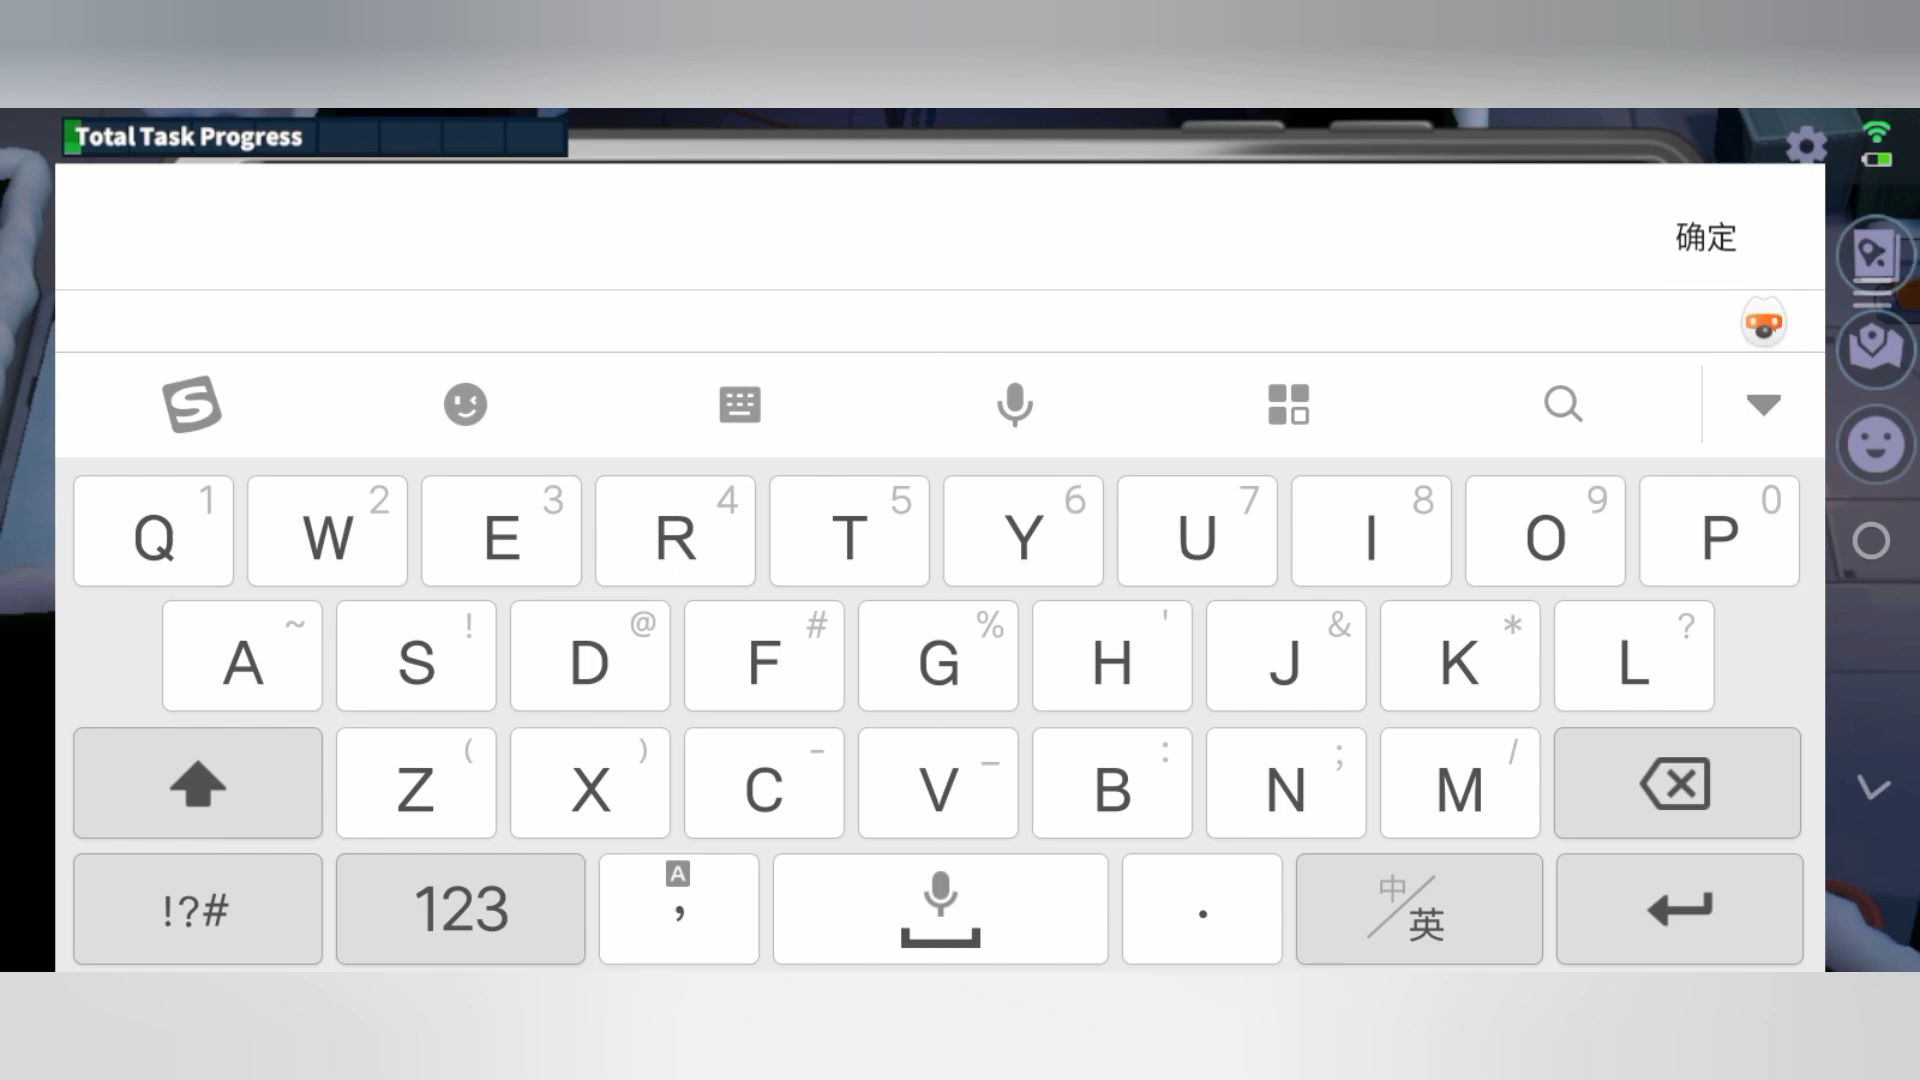 Total Task Progress
确定
1 2 3 4 5 6 7 8 9 0
Q W E R T Y U I O P
~ ! @ # % ' & * ?
A S D F G H J K L
( ) - _ : ; /
Z X C V B N M
!?# 123 A , . 中/英